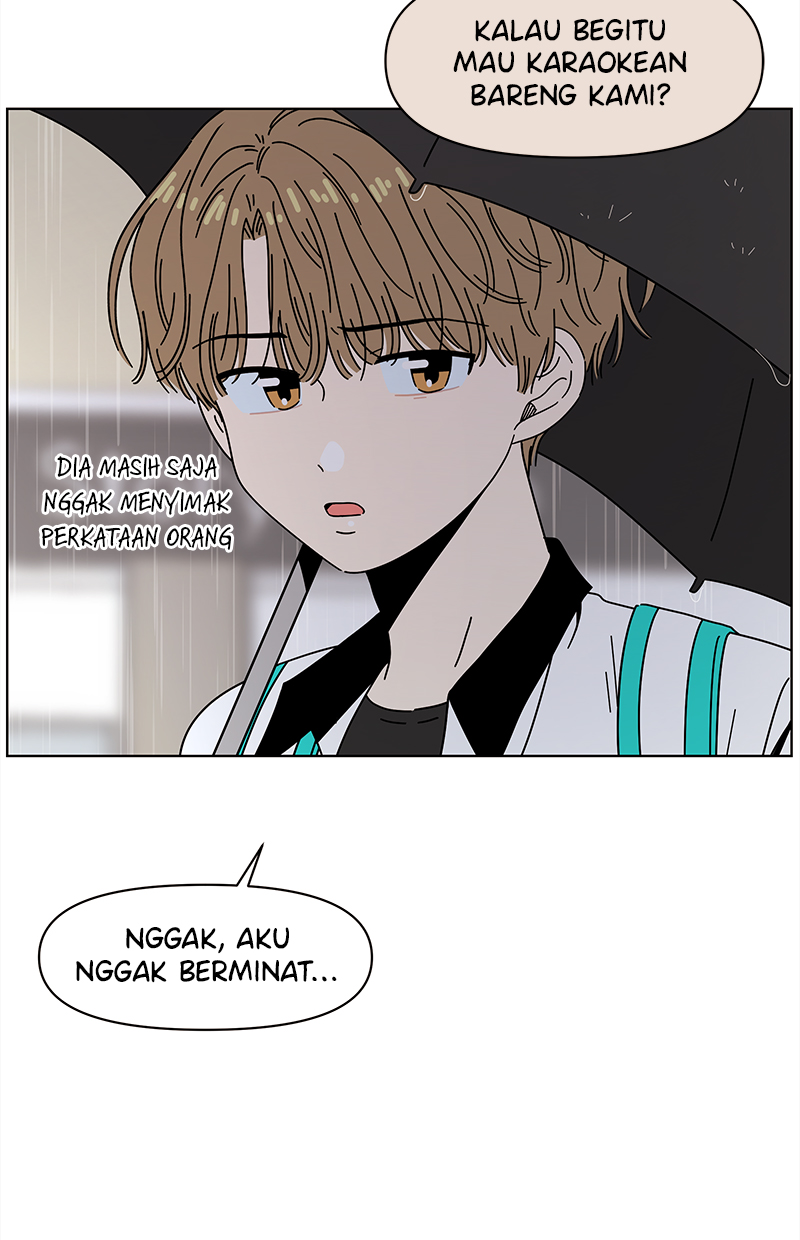 KALAU BEGITU
MAU KARAOKEAN
BARENG KAMI?
DIA MASIH SAJA
NGGAK MENYIMAK
PERKATAAN ORANG
NGGAK, AKU
NGGAK BERMINAT...